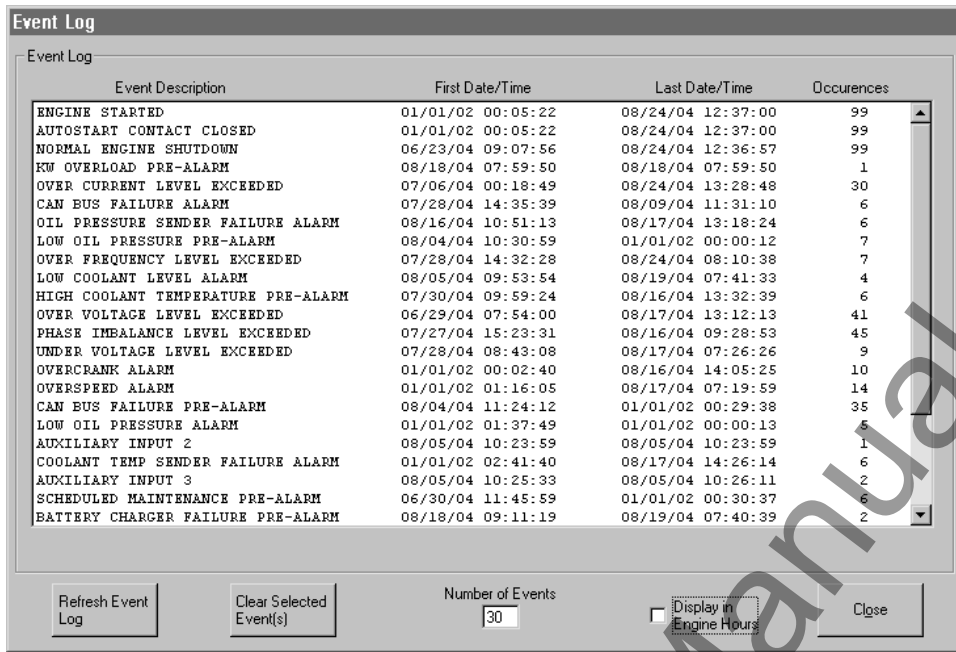 Event Log
Event Log
Event Description First Date/Time Last Date/Time Occurences
ENGINE STARTED 01/01/02 00:05:22 08/24/04 12:37:00 99
AUTOSTART CONTACT CLOSED 01/01/02 00:05:22 08/24/04 12:37:00 99
NORMAL ENGINE SHUTDOWN 06/23/04 09:07:56 08/24/04 12:36:57 99
KW OVERLOAD PRE-ALARM 08/18/04 07:59:50 08/18/04 07:59:50 1
OVER CURRENT LEVEL EXCEEDED 07/06/04 00:18:49 08/24/04 13:28:48 30
CAN BUS FAILURE ALARM 07/28/04 14:35:39 08/09/04 11:31:10 6
OIL PRESSURE SENDER FAILURE ALARM 08/16/04 10:51:13 08/17/04 13:18:24 6
LOW OIL PRESSURE PRE-ALARM 08/04/04 10:30:59 01/01/02 00:00:12 7
OVER FREQUENCY LEVEL EXCEEDED 07/28/04 14:32:28 08/24/04 08:10:38 7
LOW COOLANT LEVEL ALARM 08/05/04 09:53:54 08/19/04 07:41:33 4
HIGH COOLANT TEMPERATURE PRE-ALARM 07/30/04 09:59:24 08/16/04 13:32:39 6
OVER VOLTAGE LEVEL EXCEEDED 06/29/04 07:54:00 08/17/04 13:12:13 41
PHASE IMBALANCE LEVEL EXCEEDED 07/27/04 15:23:31 08/16/04 09:28:53 45
UNDER VOLTAGE LEVEL EXCEEDED 07/28/04 08:43:08 08/17/04 07:26:26 9
OVERCRANK ALARM 01/01/02 00:02:40 08/16/04 14:05:25 10
OVERSPEED ALARM 01/01/02 01:16:05 08/17/04 07:19:59 14
CAN BUS FAILURE PRE-ALARM 08/04/04 11:24:12 01/01/02 00:29:38 35
LOW OIL PRESSURE ALARM 01/01/02 01:37:49 01/01/02 00:00:13 5
AUXILIARY INPUT 2 08/05/04 10:23:59 08/05/04 10:23:59 1
COOLANT TEMP SENDER FAILURE ALARM 01/01/02 02:41:40 08/17/04 14:26:14 6
AUXILIARY INPUT 3 08/05/04 10:25:33 08/05/04 10:26:11 2
SCHEDULED MAINTENANCE PRE-ALARM 06/30/04 11:45:59 01/01/02 00:30:37 6
BATTERY CHARGER FAILURE PRE-ALARM 08/18/04 09:11:19 08/19/04 07:40:39 2
Refresh Event
Log
Clear Selected
Event(s)
Number of Events
30
Display in
Engine Hours
Close
Manual